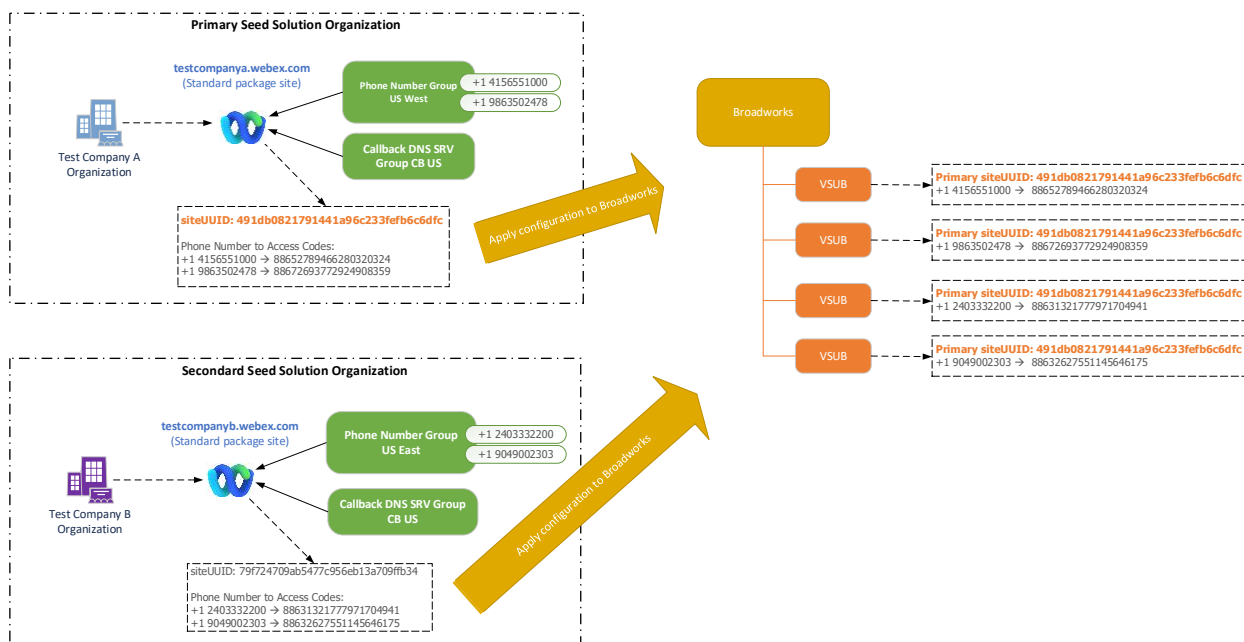 Primary Seed Solution Organization
testcompanya.webex.com
(Standard package site)
Phone Number Group
US West
+1 4156551000
+1 9863502478
Test Company A
Organization
Callback DNS SRV
Group CB US
siteUUID: 491db0821791441a96c233fefb6c6dfc
Phone Number to Access Codes:
+1 4156551000 → 88652789466280320324
+1 9863502478 → 88672693772924908359
Apply configuration to Broadworks
Secondard Seed Solution Organization
testcompanyb.webex.com
(Standard package site)
Phone Number Group
US East
+1 2403332200
+1 9049002303
Test Company B
Organization
Callback DNS SRV Group
CB US
siteUUID: 79f724709ab5477c956eb13a709ffb34
Phone Number to Access Codes:
+1 2403332200 → 88631321777971704941
+1 9049002303 → 88632627551145646175
Apply configuration to Broadworks
Broadworks
VSUB
Primary siteUUID: 491db0821791441a96c233fefb6c6dfc
+1 4156551000 → 88652789466280320324
VSUB
Primary siteUUID: 491db0821791441a96c233fefb6c6dfc
+1 9863502478 → 88672693772924908359
VSUB
Primary siteUUID: 491db0821791441a96c233fefb6c6dfc
+1 2403332200 → 88631321777971704941
VSUB
Primary siteUUID: 491db0821791441a96c233fefb6c6dfc
+1 9049002303 → 88632627551145646175